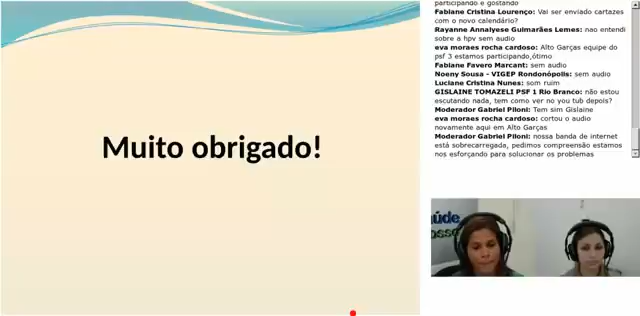 Muito obrigado!
participando e gostando
Fabiane Cristina Lourenço: Vai ser enviado cartazes
com o novo calendário?
Rayanne Annalyese Guimarães Lemes: nao entendi
sobre a hpv sem audio
eva moraes rocha cardoso: Alto Garças equipe do
psf 3 estamos participando,ótimo
Fabiane Favero Marcant: sem audio
Noeny Sousa - VIGEP Rondonópolis: sem audio
Luciane Cristina Nunes: som ruim
GISLAINE TOMAZELI PSF 1 Rio Branco: não estou
escutando nada, tem como ver no you tub depois?
Moderador Gabriel Piloni: Tem sim Gislaine
eva moraes rocha cardoso: cortou o audio
novamente aqui em Alto Garças
Moderador Gabriel Piloni: nossa banda de internet
está sobrecarregada, pedimos compreensão estamos
nos esforçando para solucionar os problemas